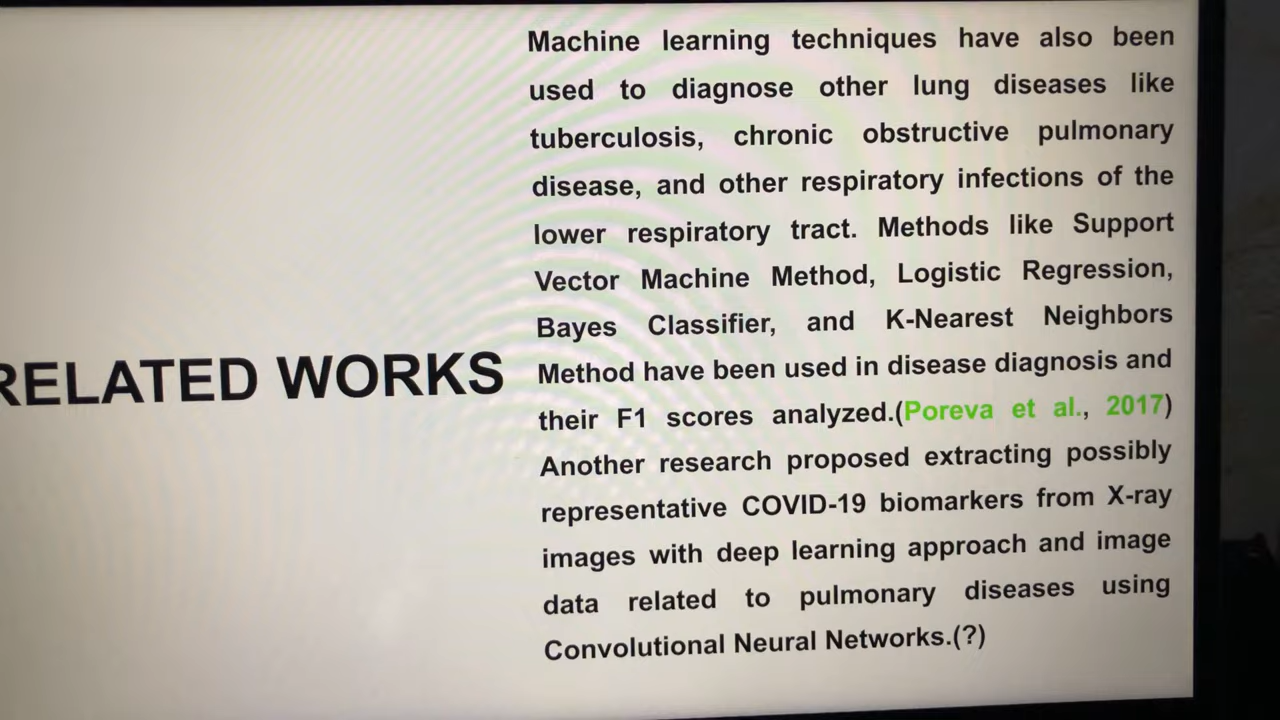 RELATED WORKS
Machine learning techniques have also been
used to diagnose other lung diseases like
tuberculosis, chronic obstructive pulmonary
disease, and other respiratory infections of the
lower respiratory tract. Methods like Support
Vector Machine Method, Logistic Regression,
Bayes Classifier, and K-Nearest Neighbors
Method have been used in disease diagnosis and
their F1 scores analyzed.(Poreva et al., 2017)
Another research proposed extracting possibly
representative COVID-19 biomarkers from X-ray
images with deep learning approach and image
data related to pulmonary diseases using
Convolutional Neural Networks.(?)